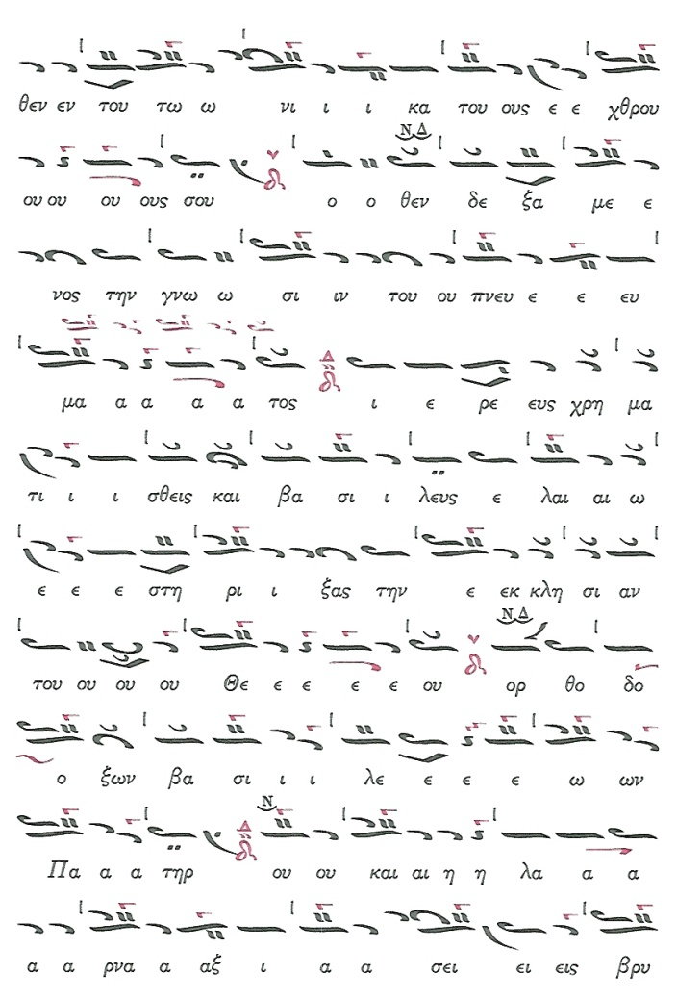 θεν εν του τω ω νι ι ι κα του ους ε ε χθρου
Ν Δ
ου ου ου ους σου ο ο θεν δε ξα με ε
νος την γνω ω σι ιν του ου πνευ ε ε ευ
Δ
μα α α α α τος ι ε ρε ευς χρη μα
τι ι ι σθεις και βα σι ι λευς ε λαι αι ω
ε ε ε στη ρι ι ξας την ε εκ κλη σι αν
Ν Δ
του ου ου ου Θε ε ε ε ε ου ορ θο δο
ο ξων βα σι ι ι λε ε ε ε ω ων
Δ Ν
Πα α α τηρ ου ου και αι η η λα α α
α α ρνα α αξ ι α α σει ει εις βρυ